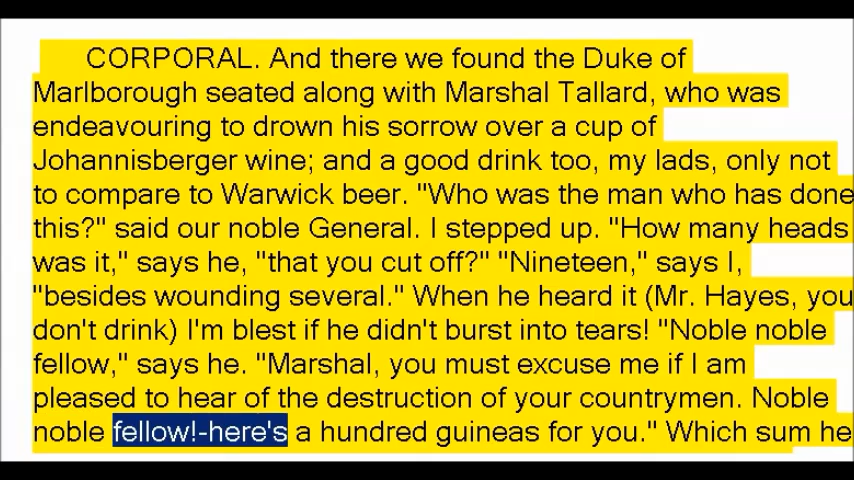 CORPORAL. And there we found the Duke of
Marlborough seated along with Marshal Tallard, who was
endeavouring to drown his sorrow over a cup of
Johannisberger wine; and a good drink too, my lads, only not
to compare to Warwick beer. "Who was the man who has done
this?" said our noble General. I stepped up. "How many heads
was it," says he, "that you cut off?" "Nineteen," says I,
"besides wounding several." When he heard it (Mr. Hayes, you
don't drink) I'm blest if he didn't burst into tears! "Noble noble
fellow," says he. "Marshal, you must excuse me if I am
pleased to hear of the destruction of your countrymen. Noble
noble fellow!-here's a hundred guineas for you." Which sum he